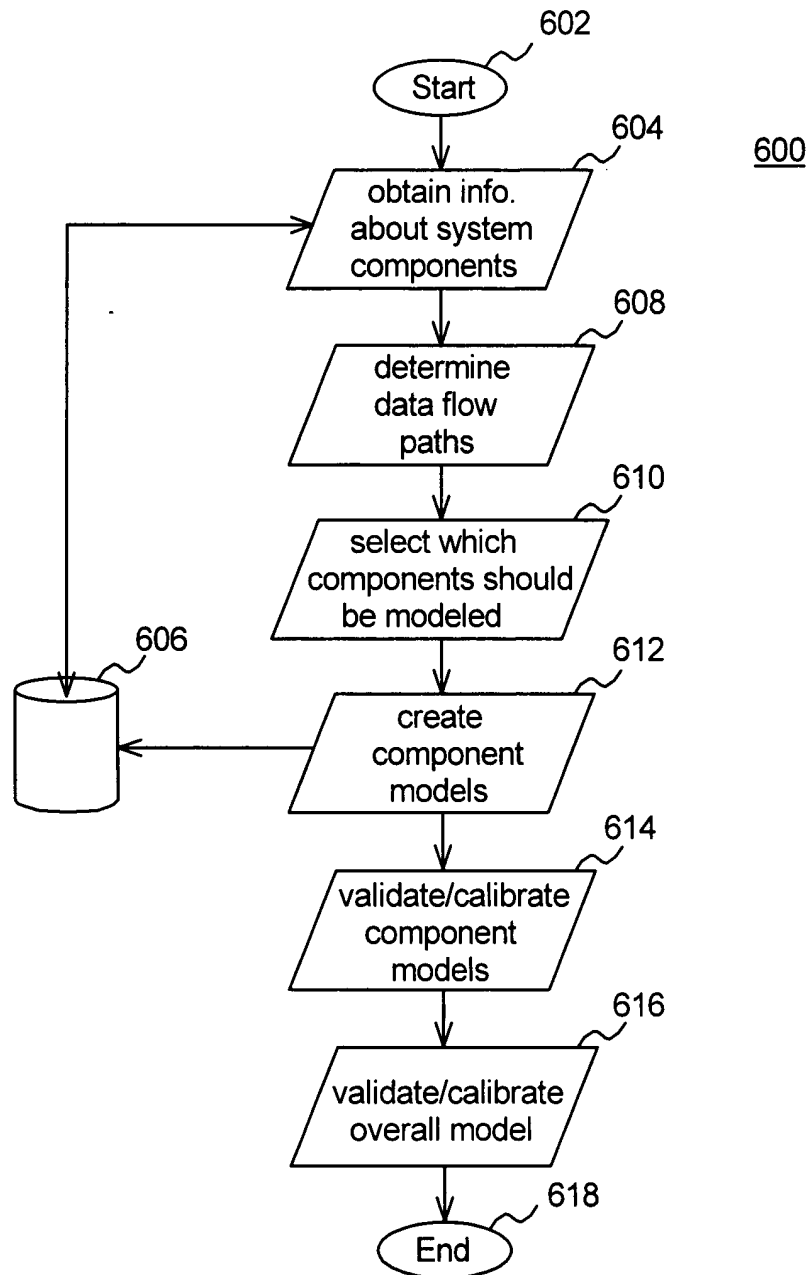 602
Start
604
600
obtain info.
about system
components
608
determine
data flow
paths
610
select which
components should
be modeled
606
612
create
component
models
614
validate/calibrate
component
models
616
validate/calibrate
overall model
618
End